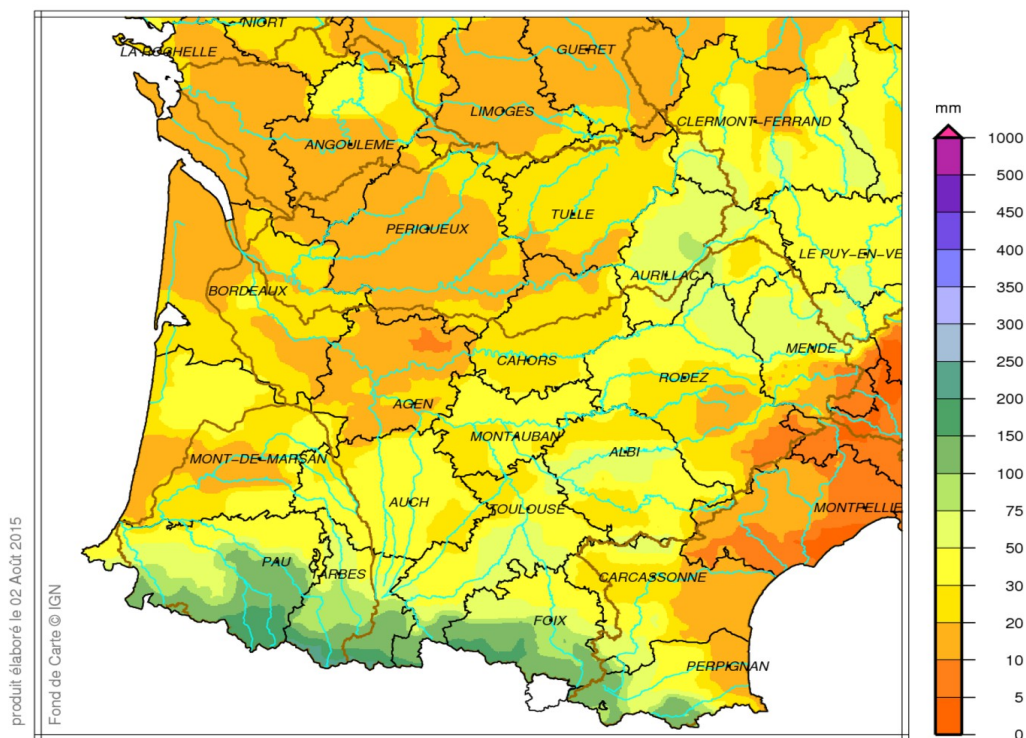 NIORT
LA ROCHELLE
GUERET
LIMOGES
CLERMONT-FERRAND
ANGOULEME
TULLE
PERIQUEUX
LE PUY-EN-VE
AURILLAC
BORDEAUX
MENDE
CAHORS
RODEZ
AGEN
MONTAUBAN
ALBI
MONT-DE-MARSAN
AUCH
TOULOUSE
MONTPELLIE
PAU
TARBES
CARCASSONNE
FOIX
PERPIGNAN
mm
1000
500
450
400
350
300
250
200
150
100
75
50
30
20
10
5
0
produit élaboré le 02 Août 2015
Fond de Carte © IGN